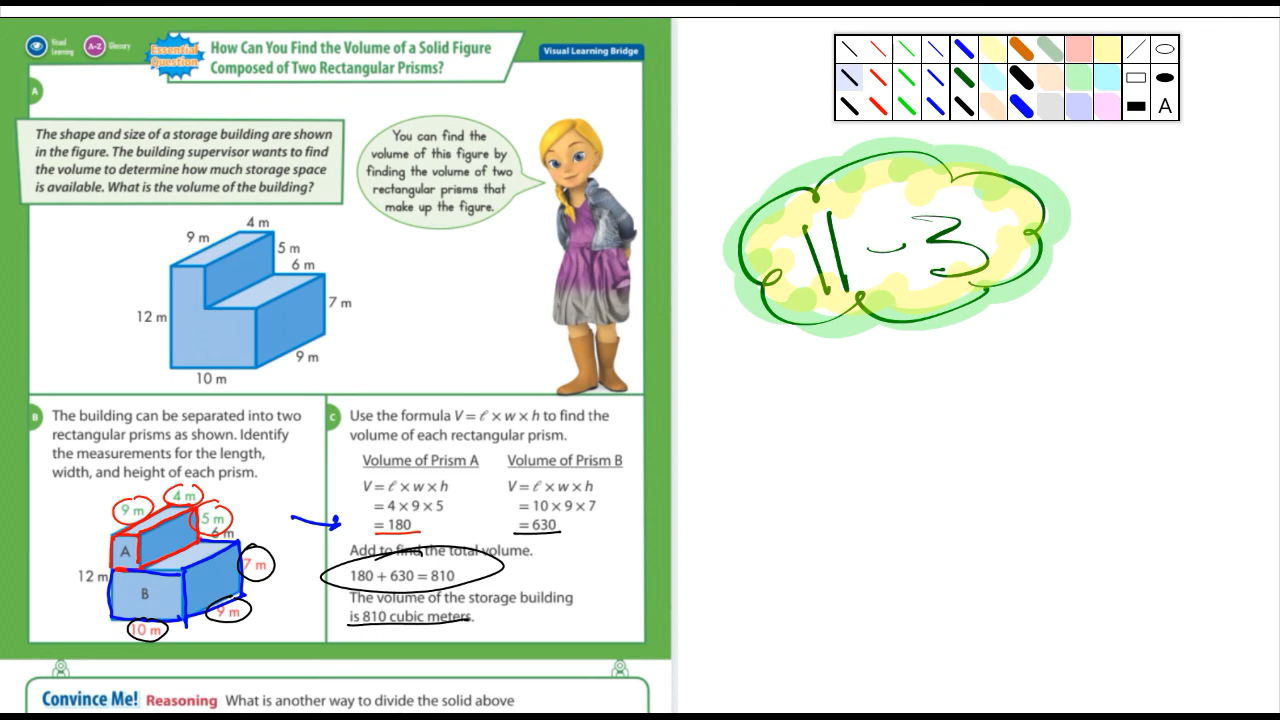 Visual
Learning
A-Z
Glossary
Essential
Question
How Can You Find the Volume of a Solid Figure
Composed of Two Rectangular Prisms?
Visual Learning Bridge
A
The shape and size of a storage building are shown
in the figure. The building supervisor wants to find
the volume to determine how much storage space
is available. What is the volume of the building?
You can find the
volume of this figure by
finding the volume of two
rectangular prisms that
make up the figure.
4 m
9 m
5 m
6 m
7 m
12 m
9 m
10 m
B
The building can be separated into two
rectangular prisms as shown. Identify
the measurements for the length,
width, and height of each prism.
4 m
9 m
5 m
6 m
A
7 m
12 m
B
9 m
10 m
C
Use the formula V = ℓ × w × h to find the
volume of each rectangular prism.
Volume of Prism A
V = ℓ × w × h
= 4 × 9 × 5
= 180
Volume of Prism B
V = ℓ × w × h
= 10 × 9 × 7
= 630
Add to find the total volume.
180 + 630 = 810
The volume of the storage building
is 810 cubic meters.
Convince Me! Reasoning What is another way to divide the solid above
A
11-3